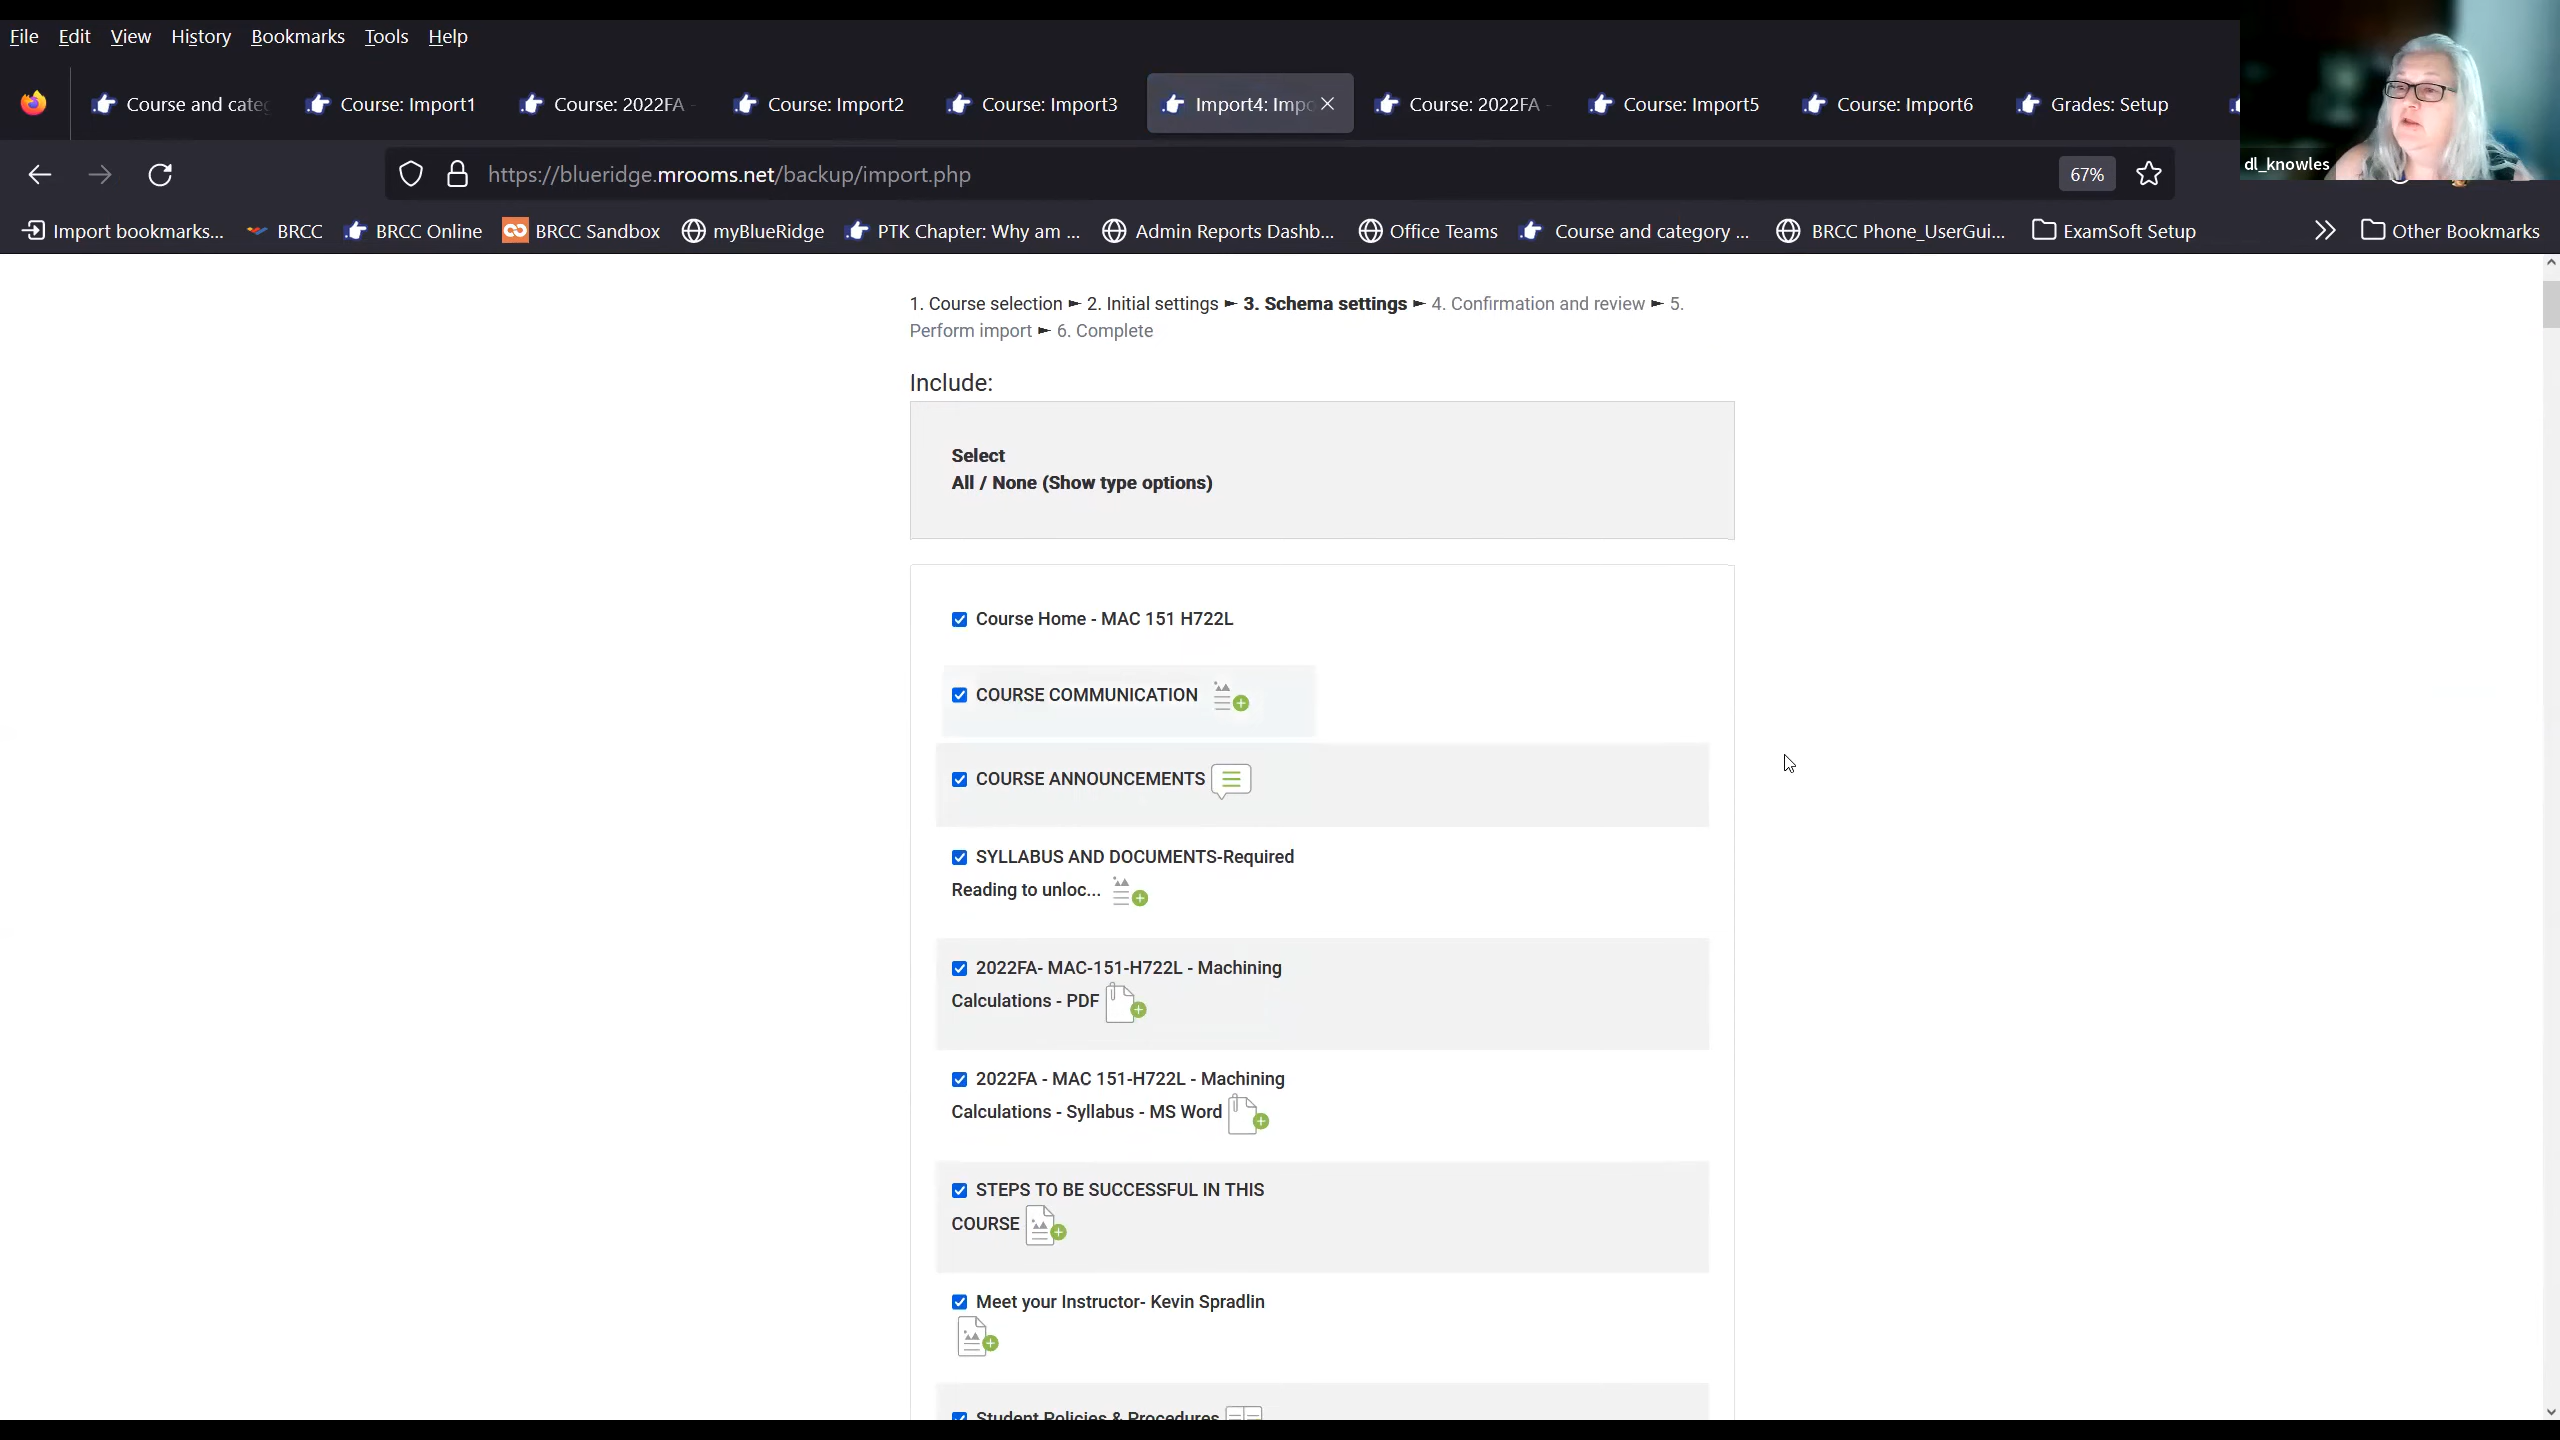 File Edit View History Bookmarks Tools Help
Course and categ
Course: Import1
Course: 2022FA -
Course: Import2
Course: Import3
Import4: Impo
Course: 2022FA -
Course: Import5
Course: Import6
Grades: Setup
dl_knowles
https://blueridge.mrooms.net/backup/import.php
67%
Import bookmarks...
BRCC
BRCC Online
BRCC Sandbox
myBlueRidge
PTK Chapter: Why am ...
Admin Reports Dashb...
Office Teams
Course and category ...
BRCC Phone_UserGui...
ExamSoft Setup
Other Bookmarks
1. Course selection ► 2. Initial settings ► 3. Schema settings ► 4. Confirmation and review ► 5.
Perform import ► 6. Complete
Include:
Select
All / None (Show type options)
Course Home - MAC 151 H722L
COURSE COMMUNICATION
COURSE ANNOUNCEMENTS
SYLLABUS AND DOCUMENTS-Required
Reading to unloc...
2022FA- MAC-151-H722L - Machining
Calculations - PDF
2022FA - MAC 151-H722L - Machining
Calculations - Syllabus - MS Word
STEPS TO BE SUCCESSFUL IN THIS
COURSE
Meet your Instructor- Kevin Spradlin
Student Policies & Procedures